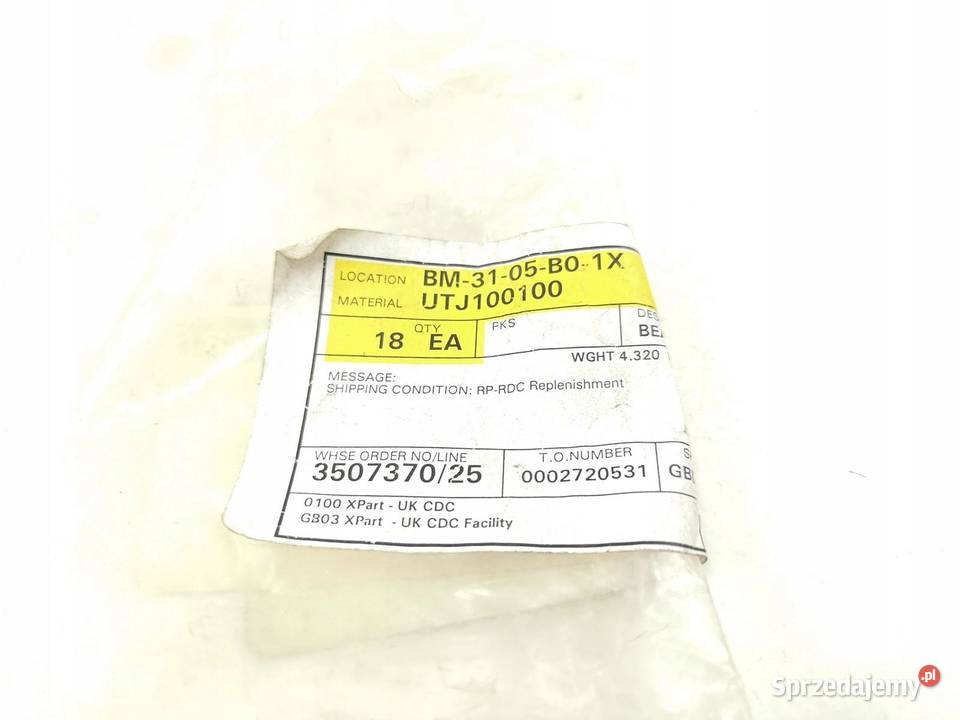 LOCATION BM-31-05-B0-1X
MATERIAL UTJ100100
QTY
18 EA
PKS
WGHT 4.320
MESSAGE:
SHIPPING CONDITION: RP-RDC Replenishment
WHSE ORDER NO/LINE
3507370/25
T.O.NUMBER
0002720531
0100 XPart - UK CDC
G803 XPart - UK CDC Facility
Sprzedajemy.pl